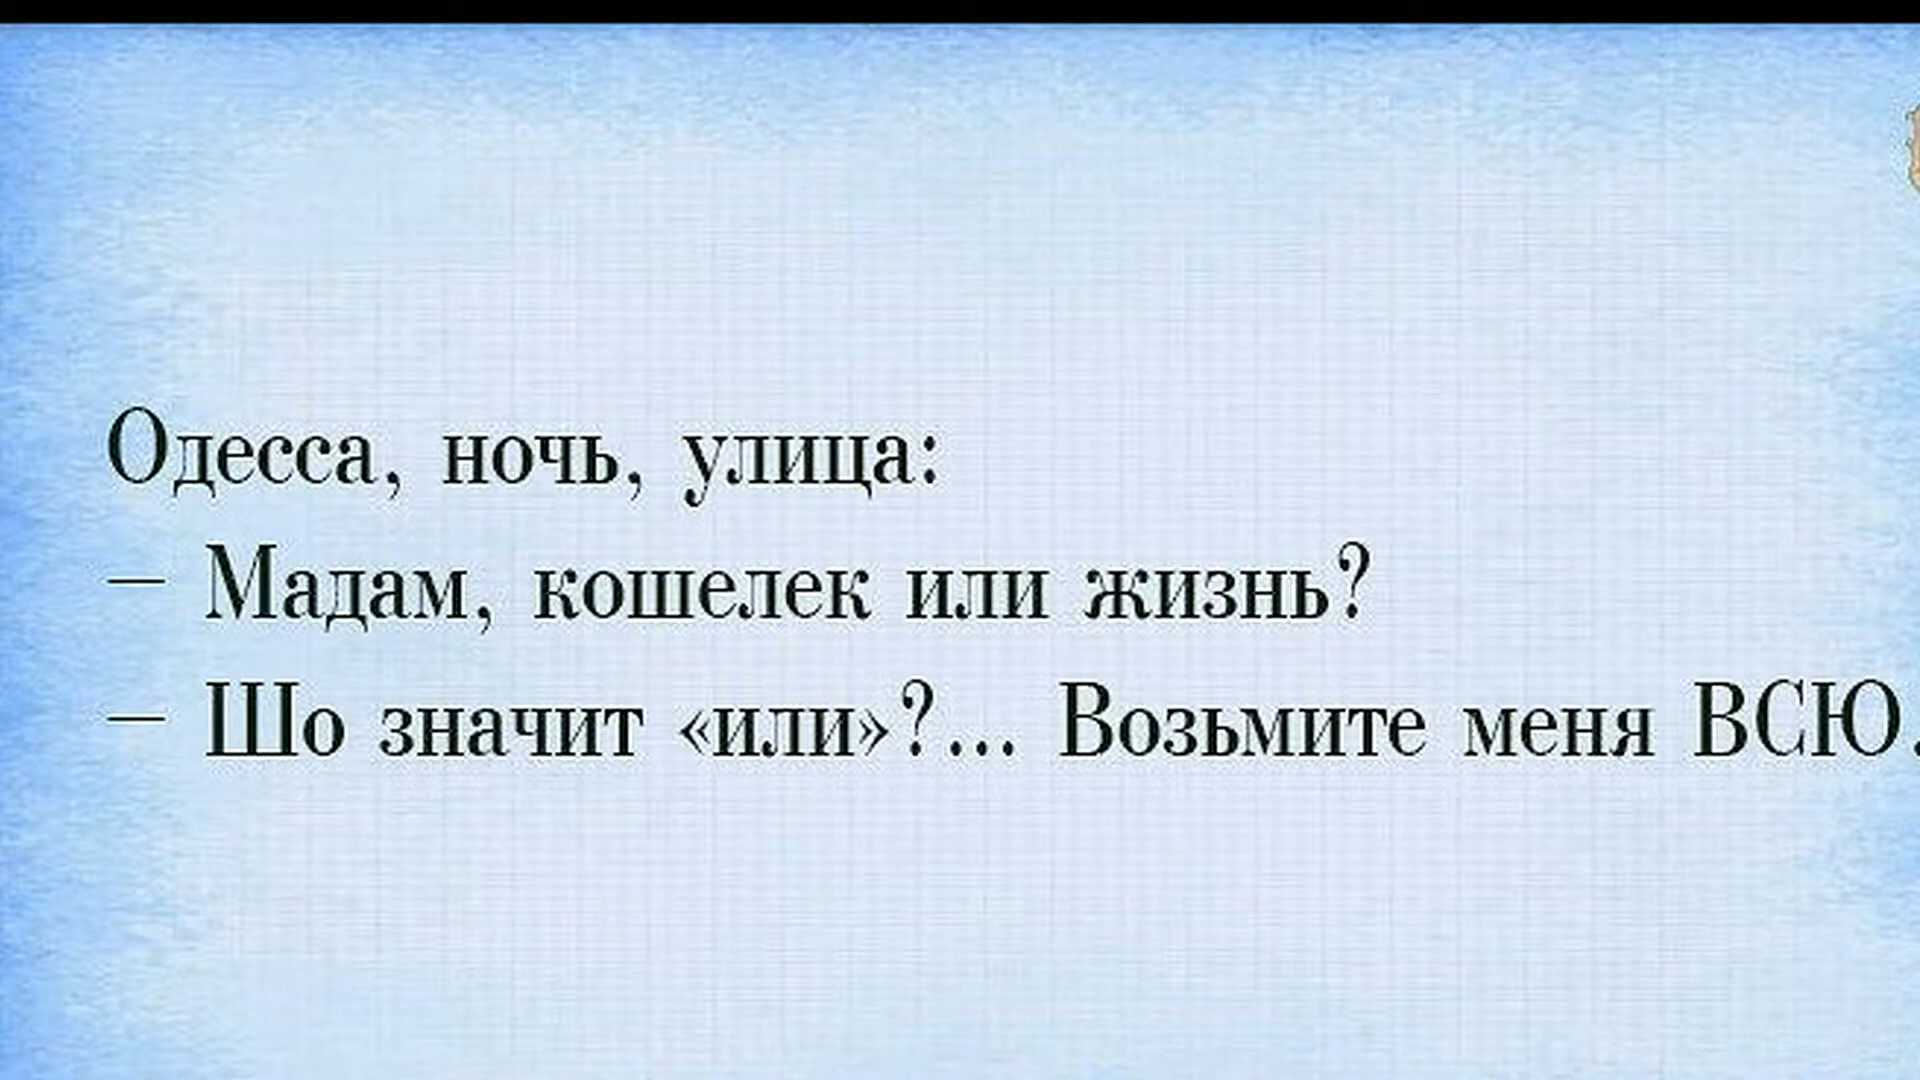 Одесса, ночь, улица:
— Мадам, кошелек или жизнь?
— Шо значит «или»?... Возьмите меня ВСЮ.